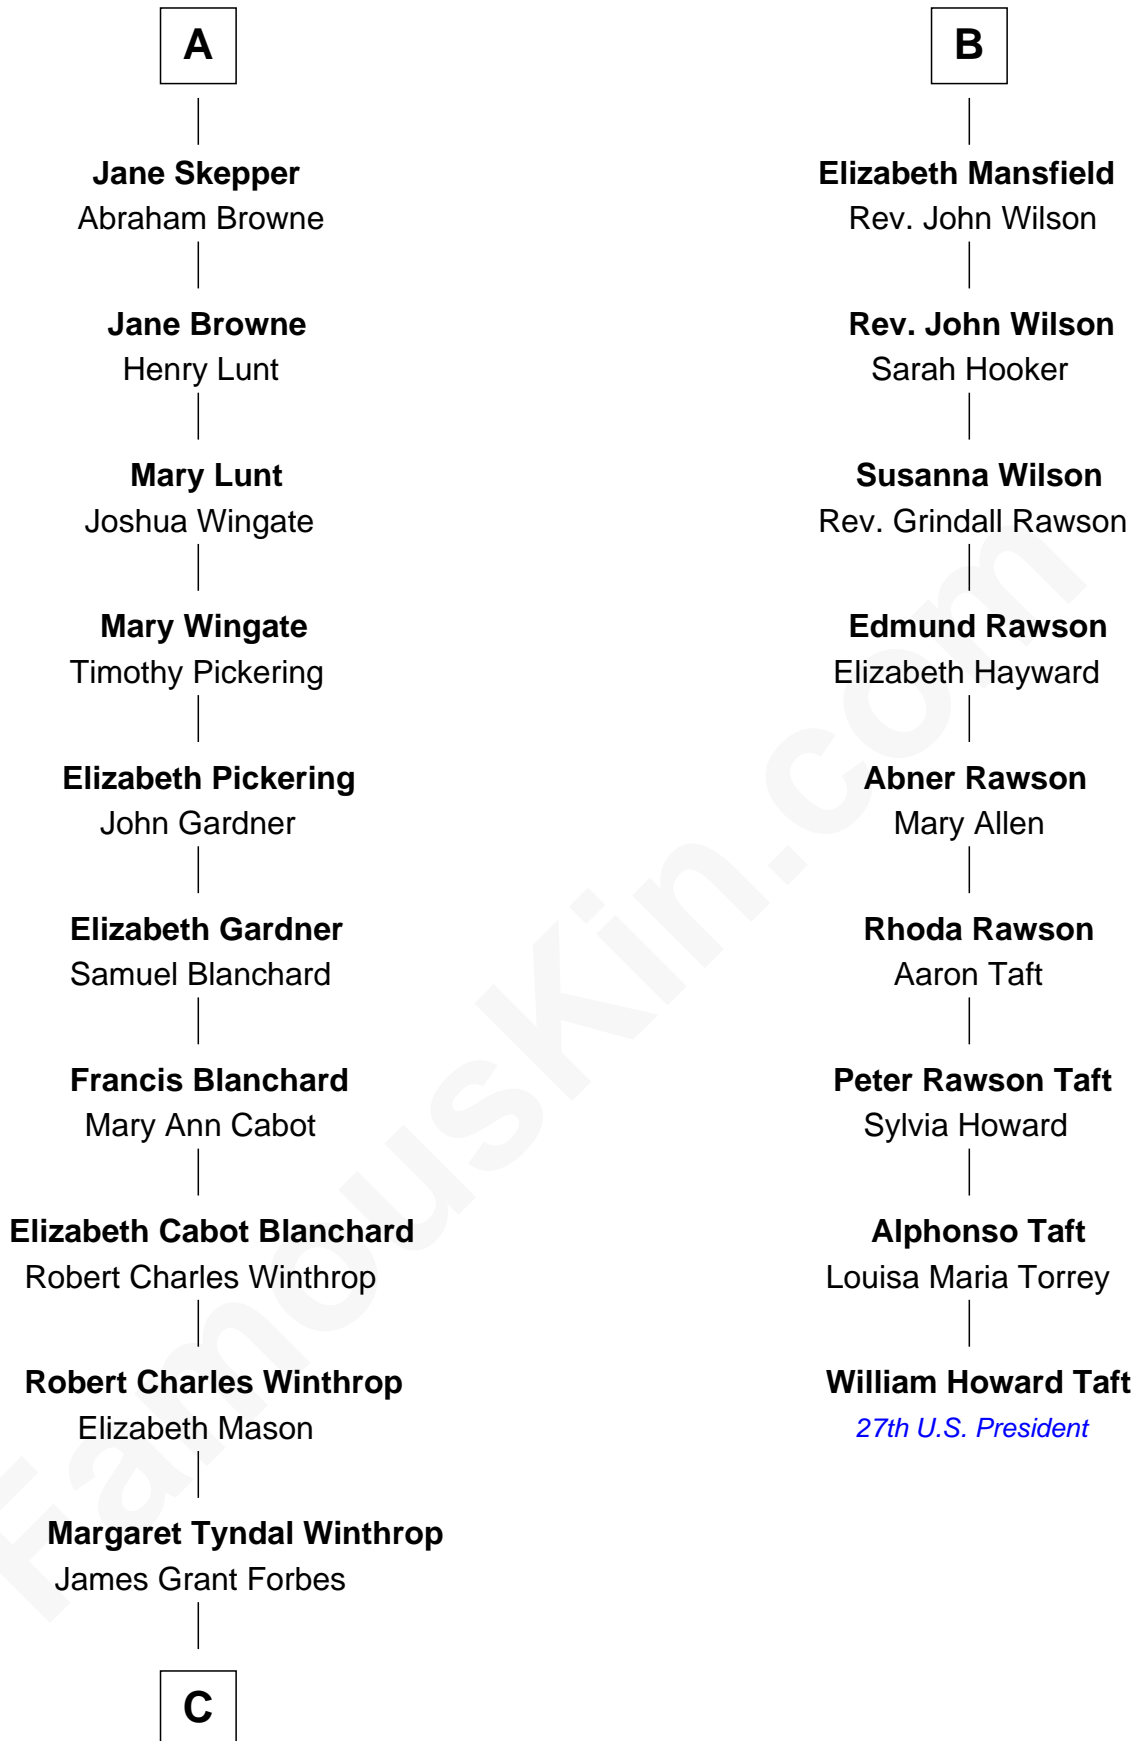 A
Jane Skepper
Abraham Browne
Jane Browne
Henry Lunt
Mary Lunt
Joshua Wingate
Mary Wingate
Timothy Pickering
Elizabeth Pickering
John Gardner
Elizabeth Gardner
Samuel Blanchard
Francis Blanchard
Mary Ann Cabot
Elizabeth Cabot Blanchard
Robert Charles Winthrop
Robert Charles Winthrop
Elizabeth Mason
Margaret Tyndal Winthrop
James Grant Forbes
C
B
Elizabeth Mansfield
Rev. John Wilson
Rev. John Wilson
Sarah Hooker
Susanna Wilson
Rev. Grindall Rawson
Edmund Rawson
Elizabeth Hayward
Abner Rawson
Mary Allen
Rhoda Rawson
Aaron Taft
Peter Rawson Taft
Sylvia Howard
Alphonso Taft
Louisa Maria Torrey
William Howard Taft
27th U.S. President
FamousKin.com